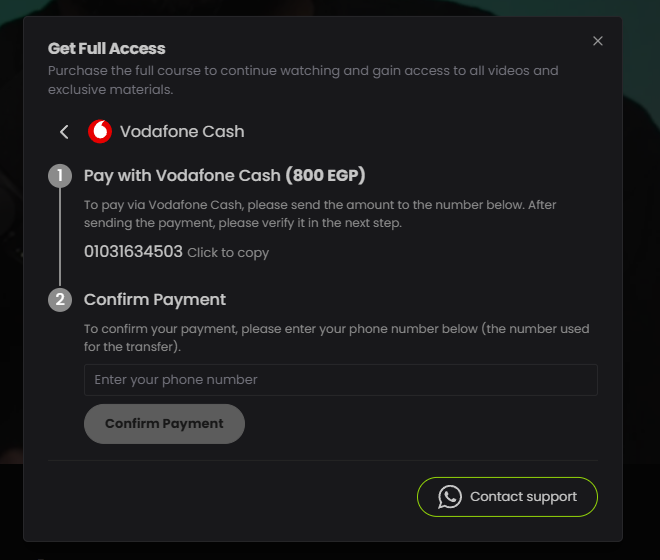 Get Full Access
Purchase the full course to continue watching and gain access to all videos and
exclusive materials.
Vodafone Cash
1 Pay with Vodafone Cash (800 EGP)
To pay via Vodafone Cash, please send the amount to the number below. After
sending the payment, please verify it in the next step.
01031634503 Click to copy
2 Confirm Payment
To confirm your payment, please enter your phone number below (the number used
for the transfer).
Enter your phone number
Confirm Payment
Contact support